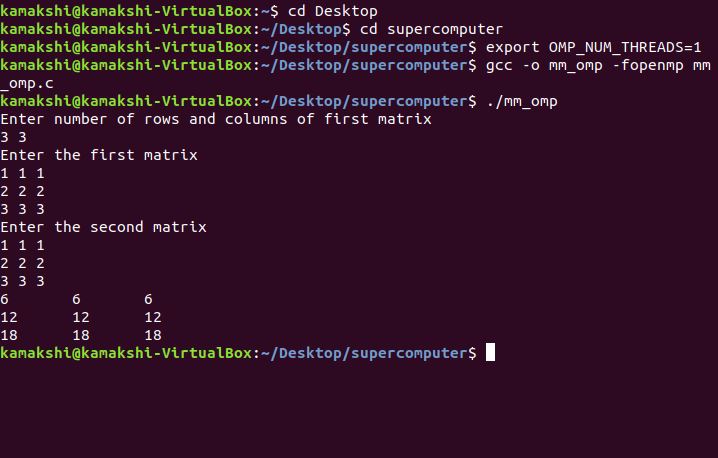 kamakshi@kamakshi-VirtualBox:~$ cd Desktop
kamakshi@kamakshi-VirtualBox:~/Desktop$ cd supercomputer
kamakshi@kamakshi-VirtualBox:~/Desktop/supercomputer$ export OMP_NUM_THREADS=1
kamakshi@kamakshi-VirtualBox:~/Desktop/supercomputer$ gcc -o mm_omp -fopenmp mm
_omp.c
kamakshi@kamakshi-VirtualBox:~/Desktop/supercomputer$ ./mm_omp
Enter number of rows and columns of first matrix
3 3
Enter the first matrix
1 1 1
2 2 2
3 3 3
Enter the second matrix
1 1 1
2 2 2
3 3 3
6       6       6
12      12      12
18      18      18
kamakshi@kamakshi-VirtualBox:~/Desktop/supercomputer$